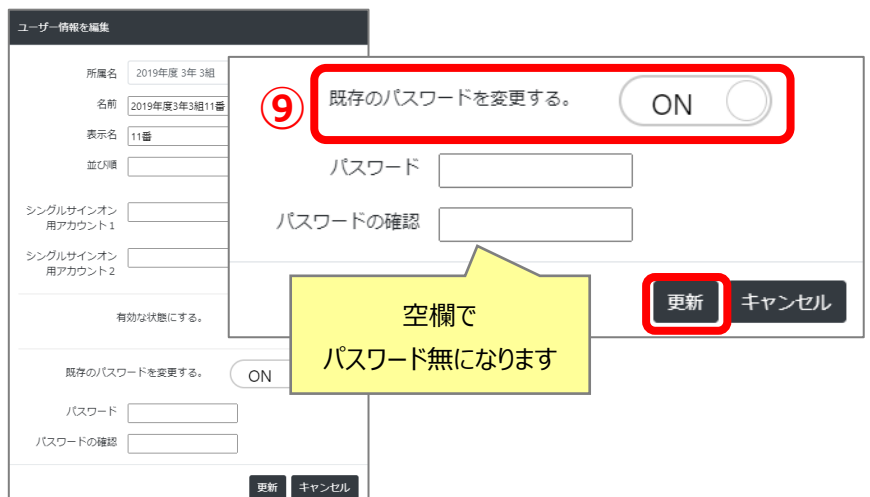 ユーザー情報を編集
所属名 2019年度 3年 3組
名前 2019年度3年3組11番
表示名 11番
並び順
シングルサインオン
用アカウント1
シングルサインオン
用アカウント2
有効な状態にする。
既存のパスワードを変更する。 ON
パスワード
パスワードの確認
更新 キャンセル
⑨ 既存のパスワードを変更する。 ON
パスワード
パスワードの確認
更新 キャンセル
空欄で
パスワード無になります